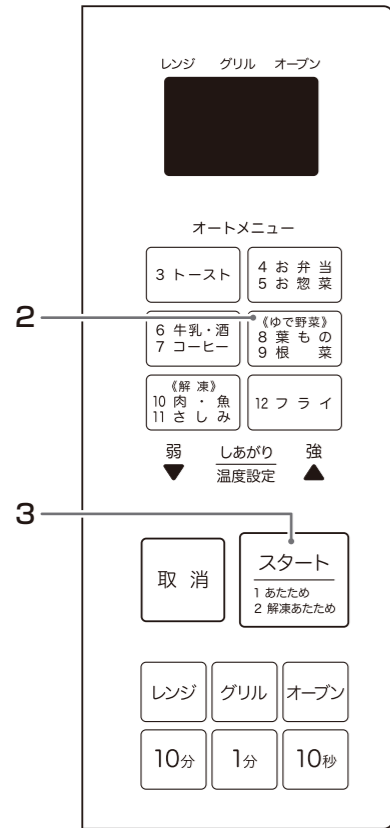 レンジ グリル オーブン
オートメニュー
3 トースト
4 お弁当
5 お惣菜
2
6 牛乳・酒
7 コーヒー
《ゆで野菜》
8 葉もの
9 根菜
《解凍》
10 肉・魚
11 さしみ
12 フライ
弱 しあがり 強
▼ 温度設定 ▲
3
取消
スタート
1 あたため
2 解凍あたため
レンジ グリル オーブン
10分 1分 10秒